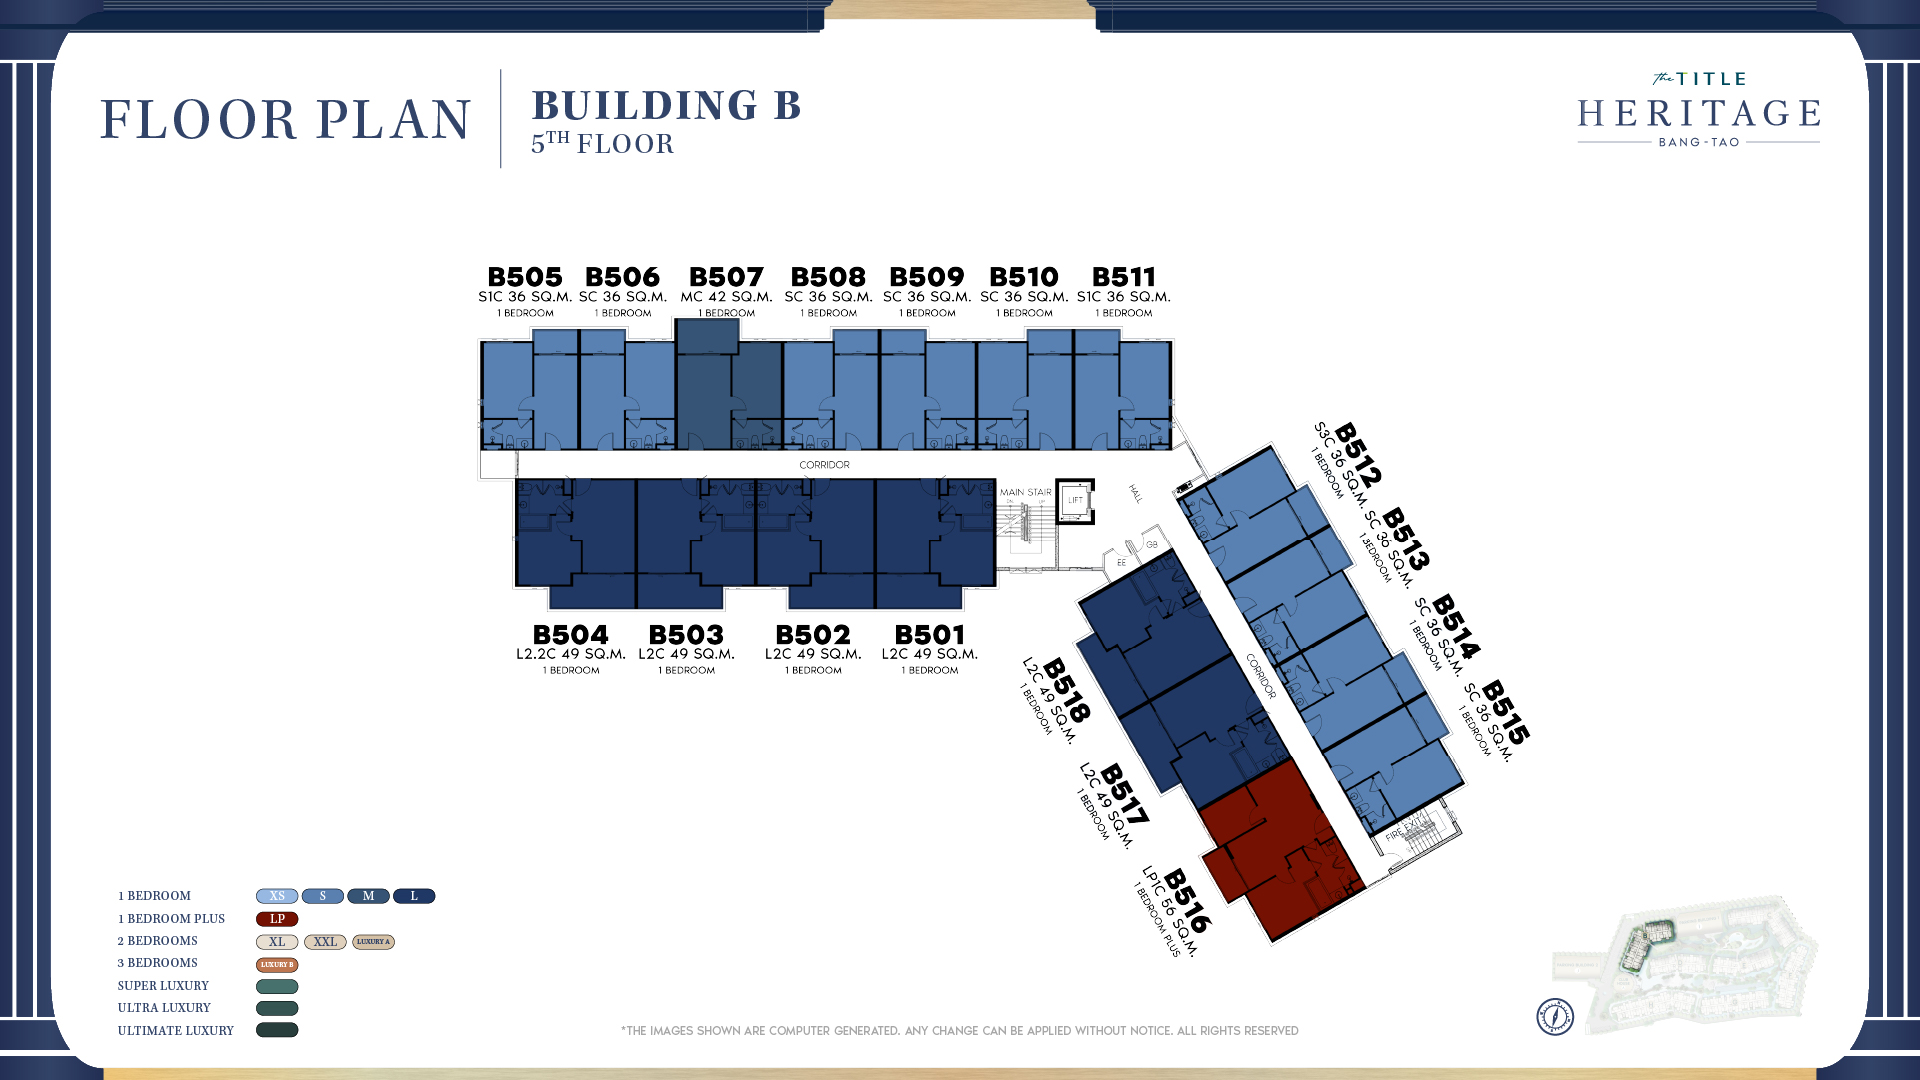 FLOOR PLAN
BUILDING B
5TH FLOOR
the TITLE
HERITAGE
BANG-TAO
B505
S1C 36 SQ.M.
1 BEDROOM
B506
SC 36 SQ.M.
1 BEDROOM
B507
MC 42 SQ.M.
1 BEDROOM
B508
SC 36 SQ.M.
1 BEDROOM
B509
SC 36 SQ.M.
1 BEDROOM
B510
SC 36 SQ.M.
1 BEDROOM
B511
S1C 36 SQ.M.
1 BEDROOM
CORRIDOR
MAIN STAIR
DN
UP
LIFT
HALL
GB
EE
B504
L2.2C 49 SQ.M.
1 BEDROOM
B503
L2C 49 SQ.M.
1 BEDROOM
B502
L2C 49 SQ.M.
1 BEDROOM
B501
L2C 49 SQ.M.
1 BEDROOM
B512
S3C 36 SQ.M.
1 BEDROOM
B513
SC 36 SQ.M.
1 BEDROOM
B514
SC 36 SQ.M.
1 BEDROOM
B515
SC 36 SQ.M.
1 BEDROOM
CORRIDOR
B518
L2C 49 SQ.M.
1 BEDROOM
B517
L2C 49 SQ.M.
1 BEDROOM
B516
LP1C 56 SQ.M.
1 BEDROOM PLUS
FIRE EXIT
1 BEDROOM XS S M L
1 BEDROOM PLUS LP
2 BEDROOMS XL XXL LUXURY A
3 BEDROOMS LUXURY B
SUPER LUXURY
ULTRA LUXURY
ULTIMATE LUXURY
*THE IMAGES SHOWN ARE COMPUTER GENERATED. ANY CHANGE CAN BE APPLIED WITHOUT NOTICE. ALL RIGHTS RESERVED